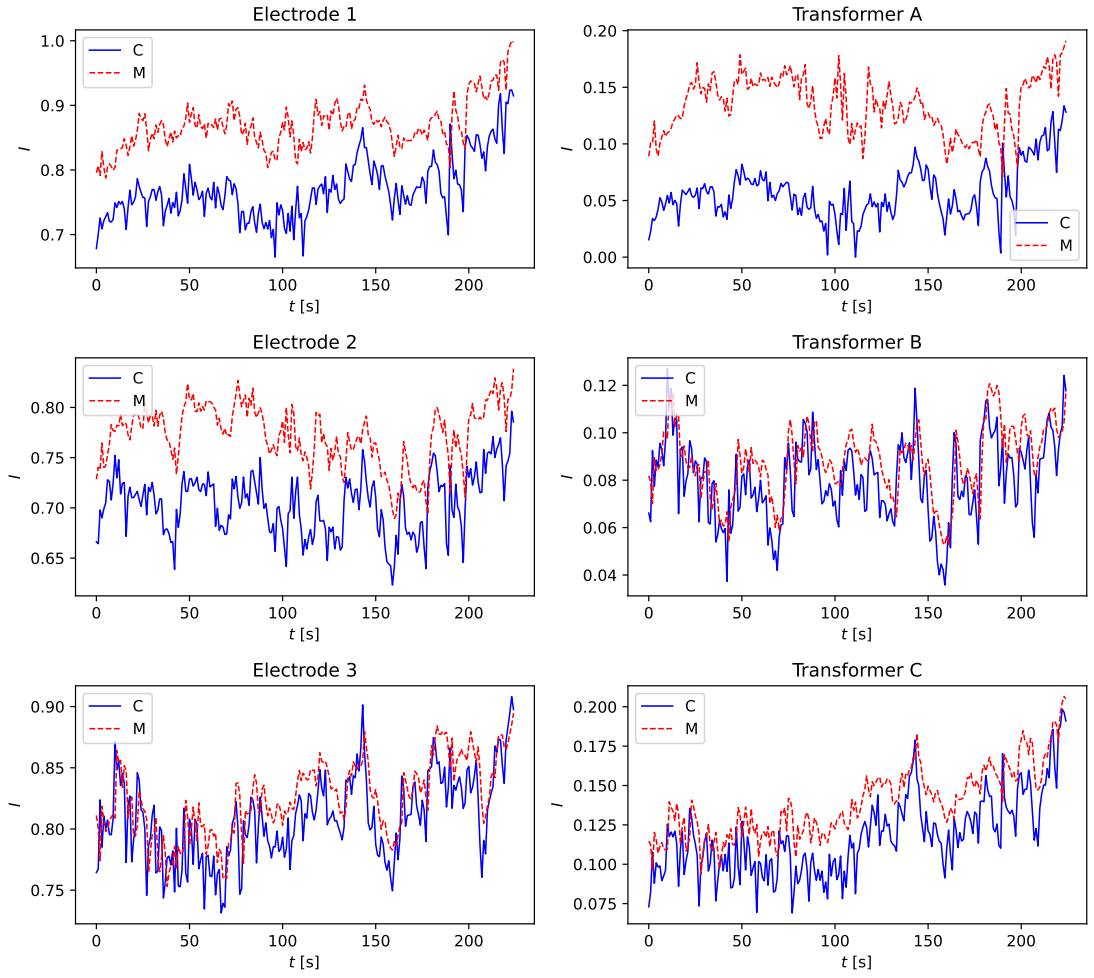 Electrode 1
1.0
0.9
0.8
0.7
I
C
M
0 50 100 150 200
t [s]
Transformer A
0.20
0.15
0.10
0.05
0.00
I
C
M
0 50 100 150 200
t [s]
Electrode 2
0.80
0.75
0.70
0.65
I
C
M
0 50 100 150 200
t [s]
Transformer B
0.12
0.10
0.08
0.06
0.04
I
C
M
0 50 100 150 200
t [s]
Electrode 3
0.90
0.85
0.80
0.75
I
C
M
0 50 100 150 200
t [s]
Transformer C
0.200
0.175
0.150
0.125
0.100
0.075
I
C
M
0 50 100 150 200
t [s]